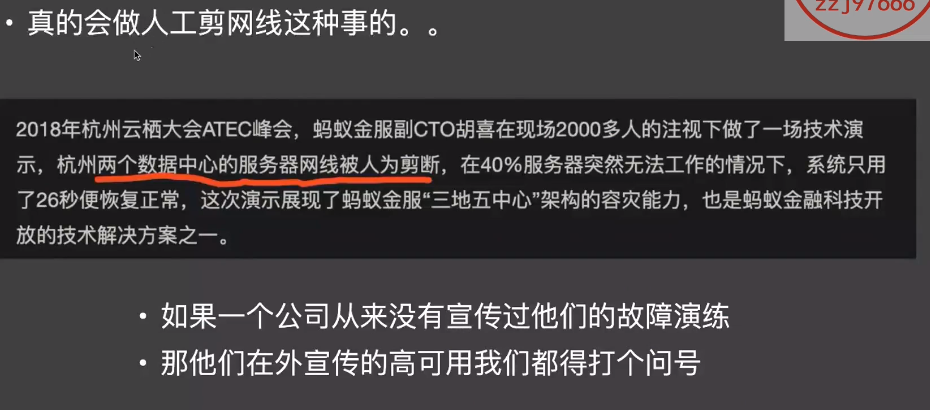 zzj97666
• 真的会做人工剪网线这种事的。。
2018年杭州云栖大会ATEC峰会，蚂蚁金服副CTO胡喜在现场2000多人的注视下做了一场技术演
示，杭州两个数据中心的服务器网线被人为剪断，在40%服务器突然无法工作的情况下，系统只用
了26秒便恢复正常，这次演示展现了蚂蚁金服“三地五中心”架构的容灾能力，也是蚂蚁金融科技开
放的技术解决方案之一。
• 如果一个公司从来没有宣传过他们的故障演练
• 那他们在外宣传的高可用我们都得打个问号